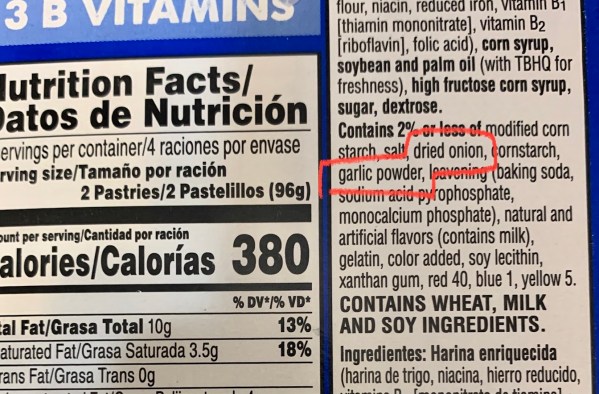 3 B VITAMINS
Nutrition Facts/
Datos de Nutrición
servings per container/4 raciones por envase
serving size/Tamaño por ración
2 Pastries/2 Pastelillos (96g)
ount per serving/Cantidad por ración
alories/Calorías 380
% DV*/% VD*
tal Fat/Grasa Total 10g 13%
aturated Fat/Grasa Saturada 3.5g 18%
rans Fat/Grasa Trans 0g
flour, niacin, reduced iron, vitamin B1
[thiamin mononitrate], vitamin B2
[riboflavin], folic acid), corn syrup,
soybean and palm oil (with TBHQ for
freshness), high fructose corn syrup,
sugar, dextrose.
Contains 2% or less of modified corn
starch, salt, dried onion, cornstarch,
garlic powder, leavening (baking soda,
sodium acid pyrophosphate,
monocalcium phosphate), natural and
artificial flavors (contains milk),
gelatin, color added, soy lecithin,
xanthan gum, red 40, blue 1, yellow 5.
CONTAINS WHEAT, MILK
AND SOY INGREDIENTS.
Ingredientes: Harina enriquecida
(harina de trigo, niacina, hierro reducido,